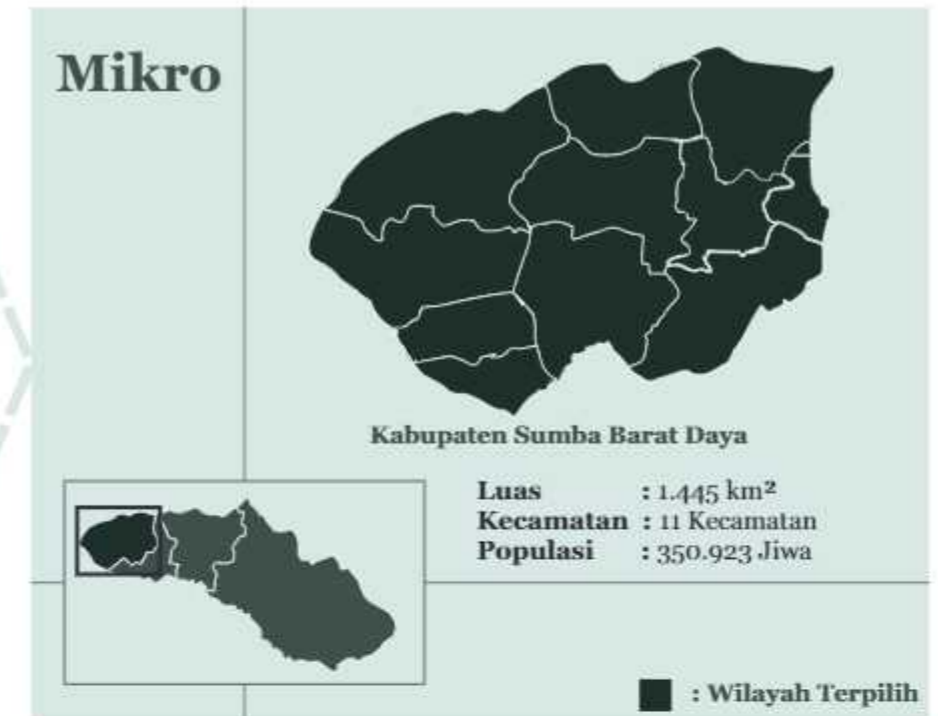 Mikro
Kabupaten Sumba Barat Daya
Luas : 1.445 km²
Kecamatan : 11 Kecamatan
Populasi : 350.923 Jiwa
: Wilayah Terpilih